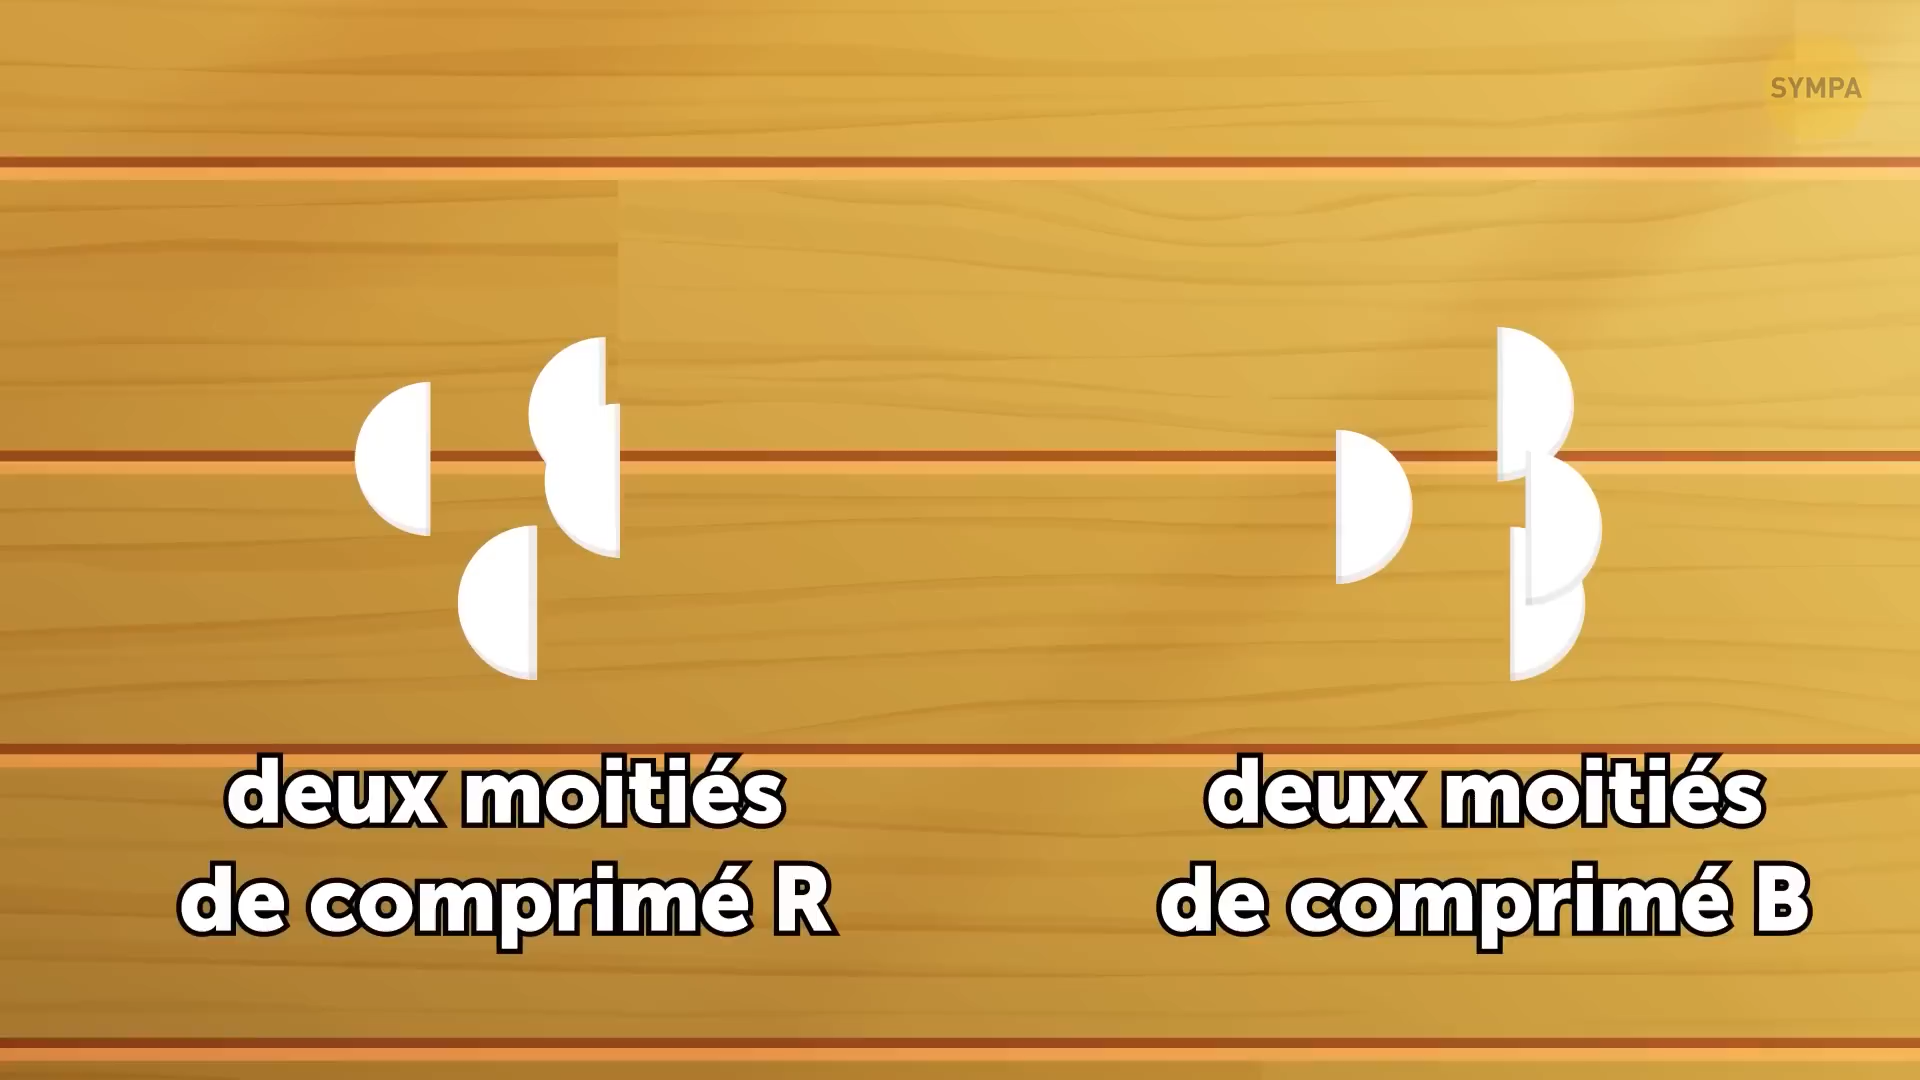 SYMPA
deux moitiés
de comprimé R
deux moitiés
de comprimé B